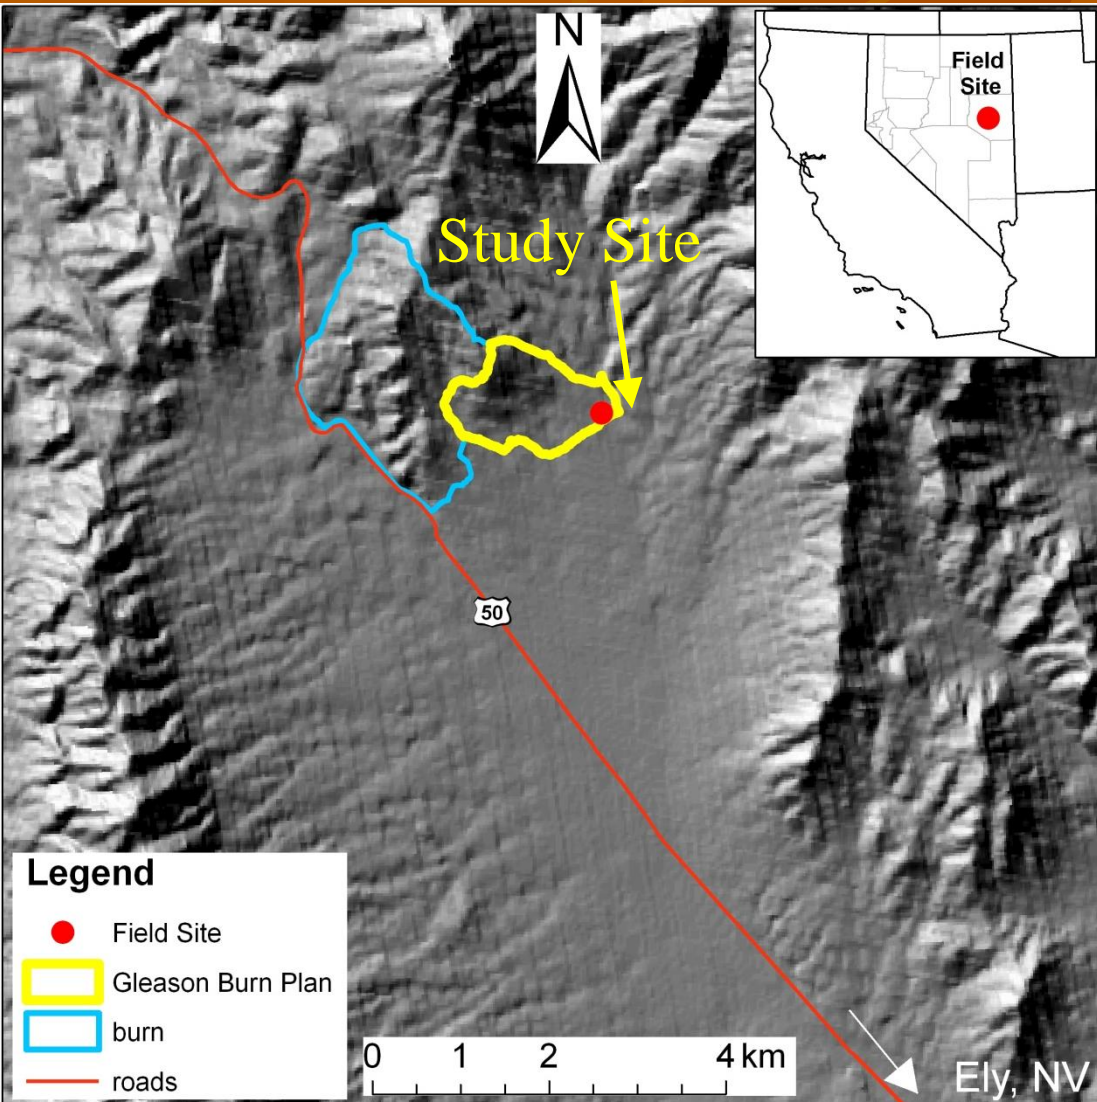 N
Field
Site
Study Site
50
Legend
Field Site
Gleason Burn Plan
burn
roads
0 1 2 4 km
Ely, NV